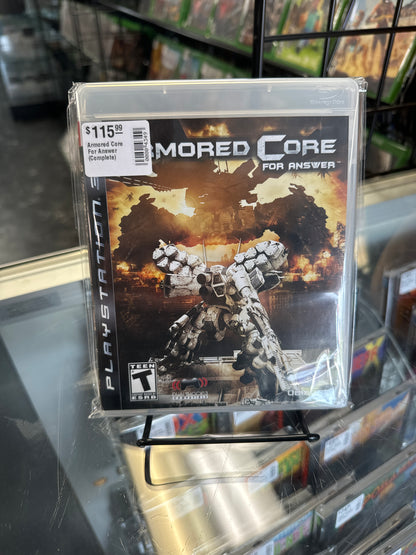 $115.99
Armored Core
For Answer
(Complete)
MORED CORE
FOR ANSWER
PLAYSTATION 3
TEEN
T
ESRB